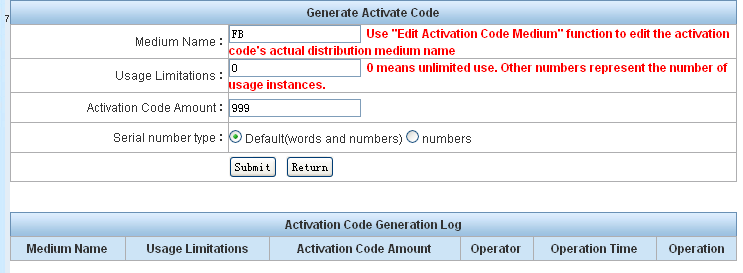 7
Generate Activate Code
Medium Name: FB Use "Edit Activation Code Medium" function to edit the activation
code's actual distribution medium name
Usage Limitations: 0 0 means unlimited use. Other numbers represent the number of
usage instances.
Activation Code Amount: 999
Serial number type: Default(words and numbers) numbers
Submit Return
Activation Code Generation Log
Medium Name Usage Limitations Activation Code Amount Operator Operation Time Operation